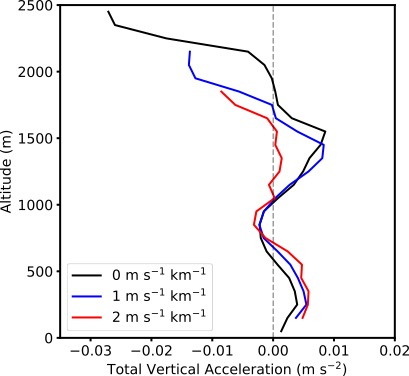 2500
2000
1500
1000
500
0
Altitude (m)
0 m s⁻¹ km⁻¹
1 m s⁻¹ km⁻¹
2 m s⁻¹ km⁻¹
−0.03 −0.02 −0.01 0.00 0.01 0.02
Total Vertical Acceleration (m s⁻²)